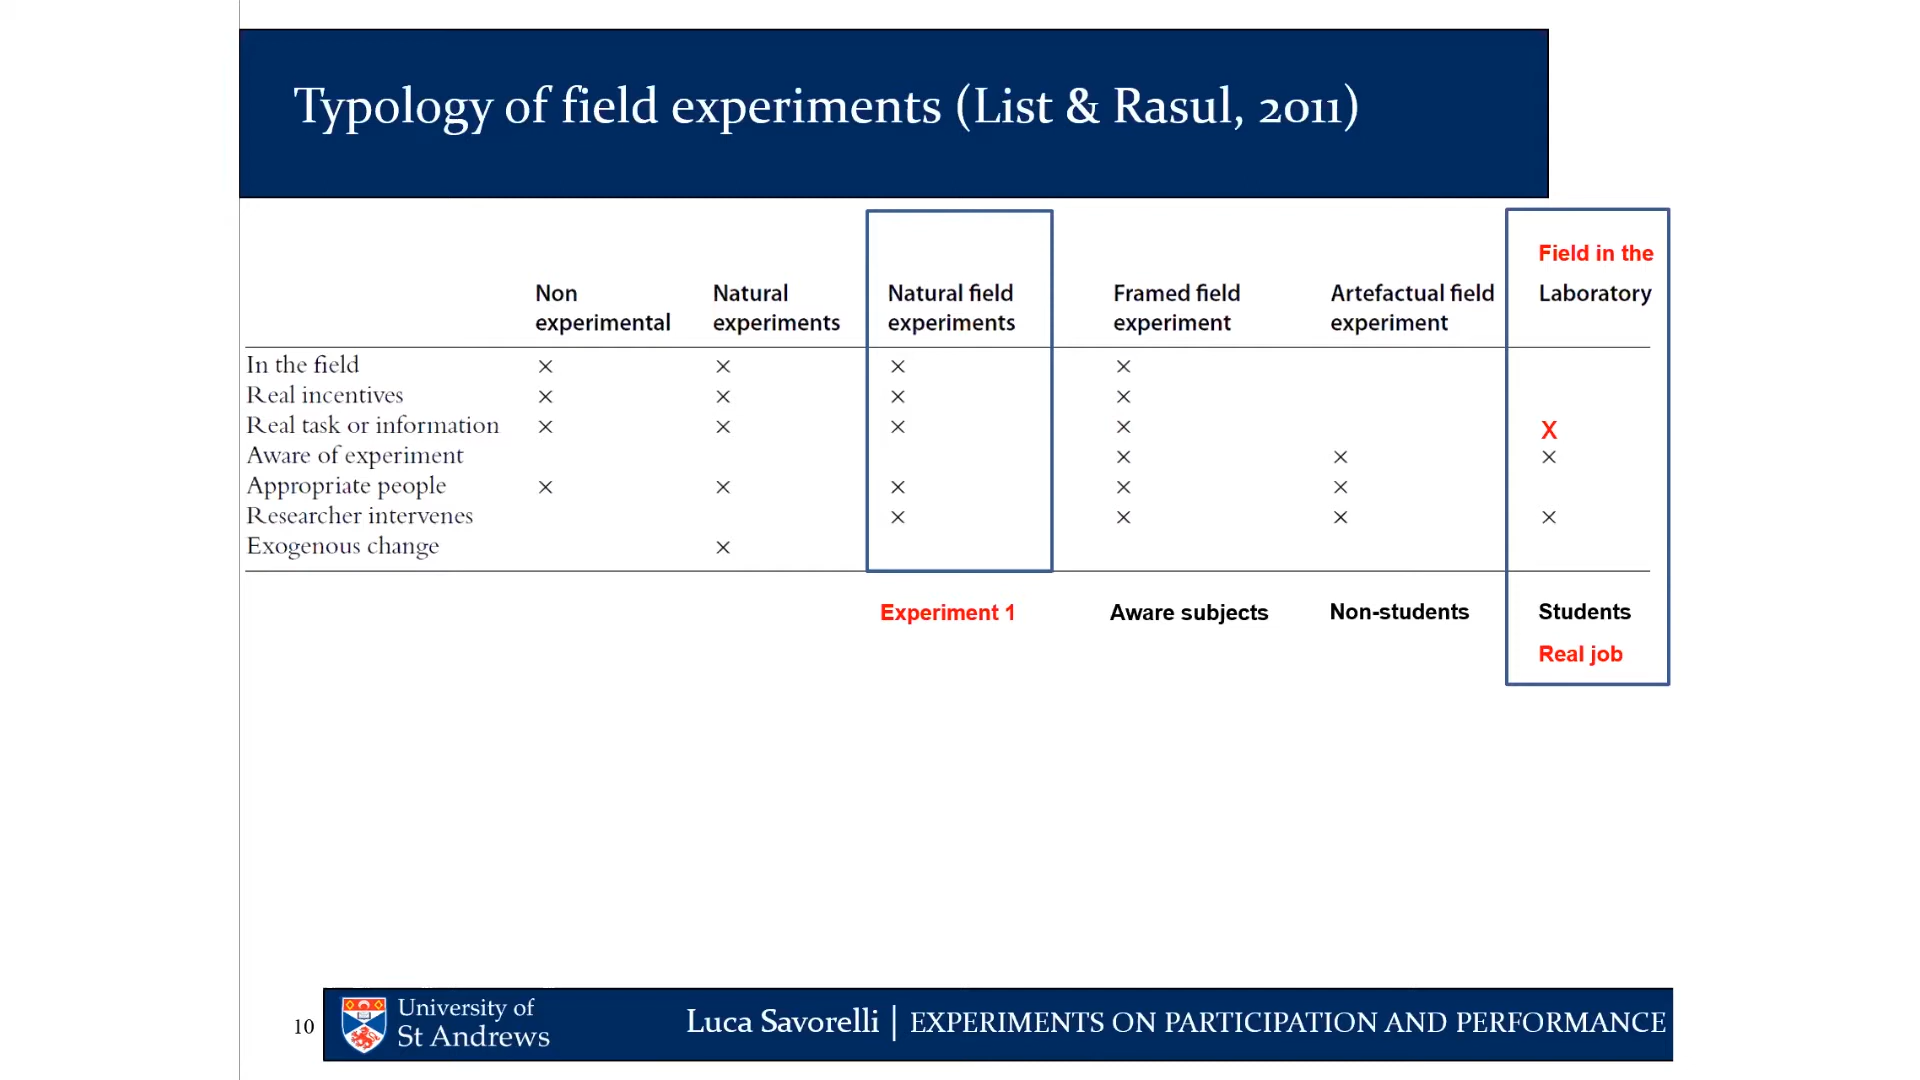 Typology of field experiments (List & Rasul, 2011)
Field in the
Non Natural Natural field Framed field Artefactual field Laboratory
experimental experiments experiments experiment experiment
In the field × × × ×
Real incentives × × × ×
Real task or information × × × × X
Aware of experiment × × ×
Appropriate people × × × × ×
Researcher intervenes × × × ×
Exogenous change ×
Experiment 1 Aware subjects Non-students Students
Real job
10
University of
St Andrews
Luca Savorelli | EXPERIMENTS ON PARTICIPATION AND PERFORMANCE